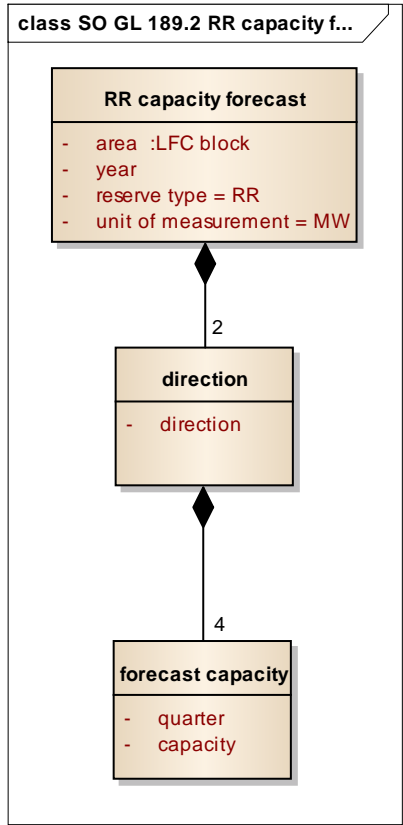 class SO GL 189.2 RR capacity f...
RR capacity forecast
- area :LFC block
- year
- reserve type = RR
- unit of measurement = MW
2
direction
- direction
4
forecast capacity
- quarter
- capacity